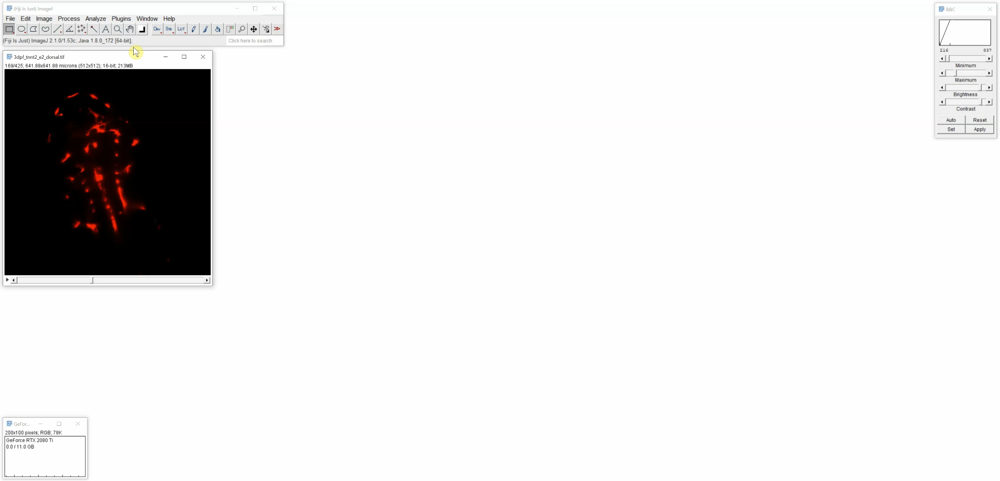 (Fiji Is Just) ImageJ
File Edit Image Process Analyze Plugins Window Help
Dev Stk LUT
(Fiji Is Just) ImageJ 2.1.0/1.53c; Java 1.8.0_172 [64-bit];
Click here to search
3dpf_tnnt2_e2_dorsal.tif
169/425; 641.88x641.88 microns (512x512); 16-bit; 213MB
GeFor...
200x100 pixels; RGB; 78K
GeForce RTX 2080 Ti
0.0 / 11.0 GB
B&C
216 837
Minimum
Maximum
Brightness
Contrast
Auto Reset
Set Apply